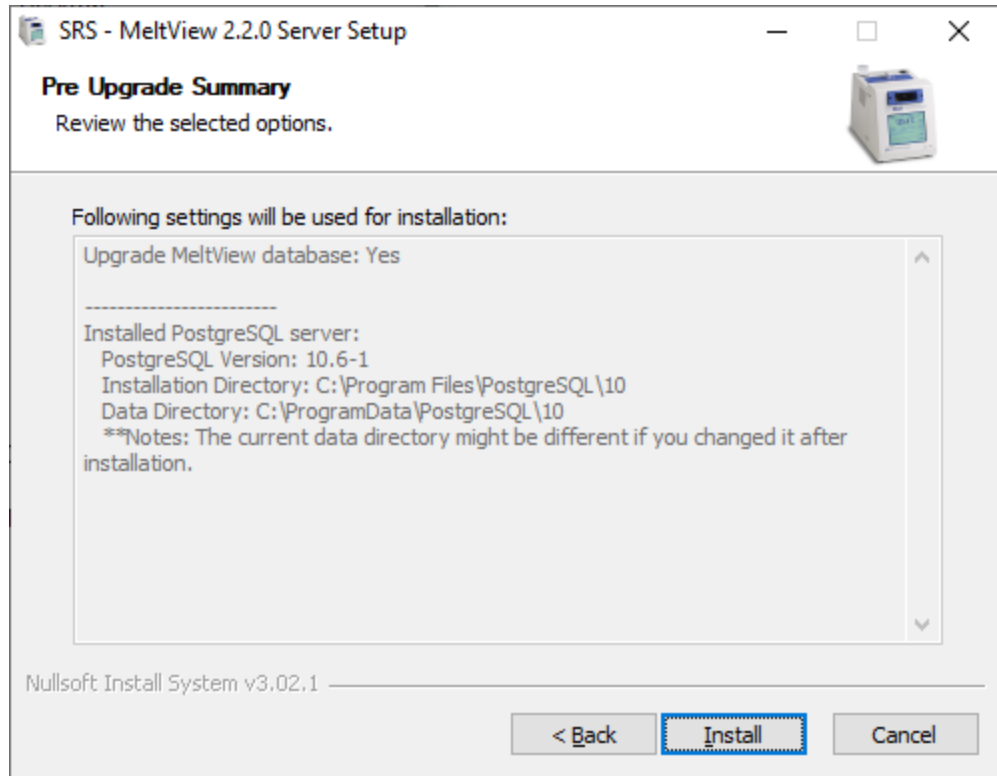 SRS - MeltView 2.2.0 Server Setup
Pre Upgrade Summary
Review the selected options.
Following settings will be used for installation:
Upgrade MeltView database: Yes
------------------------
Installed PostgreSQL server:
PostgreSQL Version: 10.6-1
Installation Directory: C:\Program Files\PostgreSQL\10
Data Directory: C:\ProgramData\PostgreSQL\10
**Notes: The current data directory might be different if you changed it after
installation.
Nullsoft Install System v3.02.1
< Back
Install
Cancel